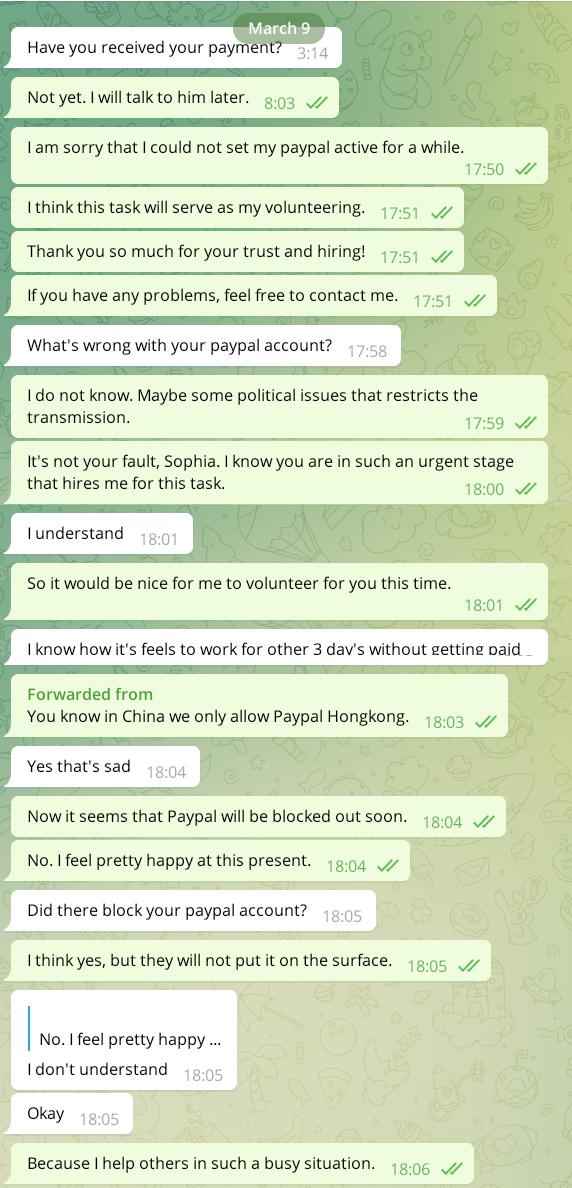 March 9
Have you received your payment? 3:14
Not yet. I will talk to him later. 8:03
I am sorry that I could not set my paypal active for a while.
17:50
I think this task will serve as my volunteering. 17:51
Thank you so much for your trust and hiring! 17:51
If you have any problems, feel free to contact me. 17:51
What's wrong with your paypal account? 17:58
I do not know. Maybe some political issues that restricts the
transmission. 17:59
It's not your fault, Sophia. I know you are in such an urgent stage
that hires me for this task. 18:00
I understand 18:01
So it would be nice for me to volunteer for you this time.
18:01
I know how it's feels to work for other 3 day's without getting paid
Forwarded from
You know in China we only allow Paypal Hongkong. 18:03
Yes that's sad 18:04
Now it seems that Paypal will be blocked out soon. 18:04
No. I feel pretty happy at this present. 18:04
Did there block your paypal account? 18:05
I think yes, but they will not put it on the surface. 18:05
No. I feel pretty happy ...
I don't understand 18:05
Okay 18:05
Because I help others in such a busy situation. 18:06